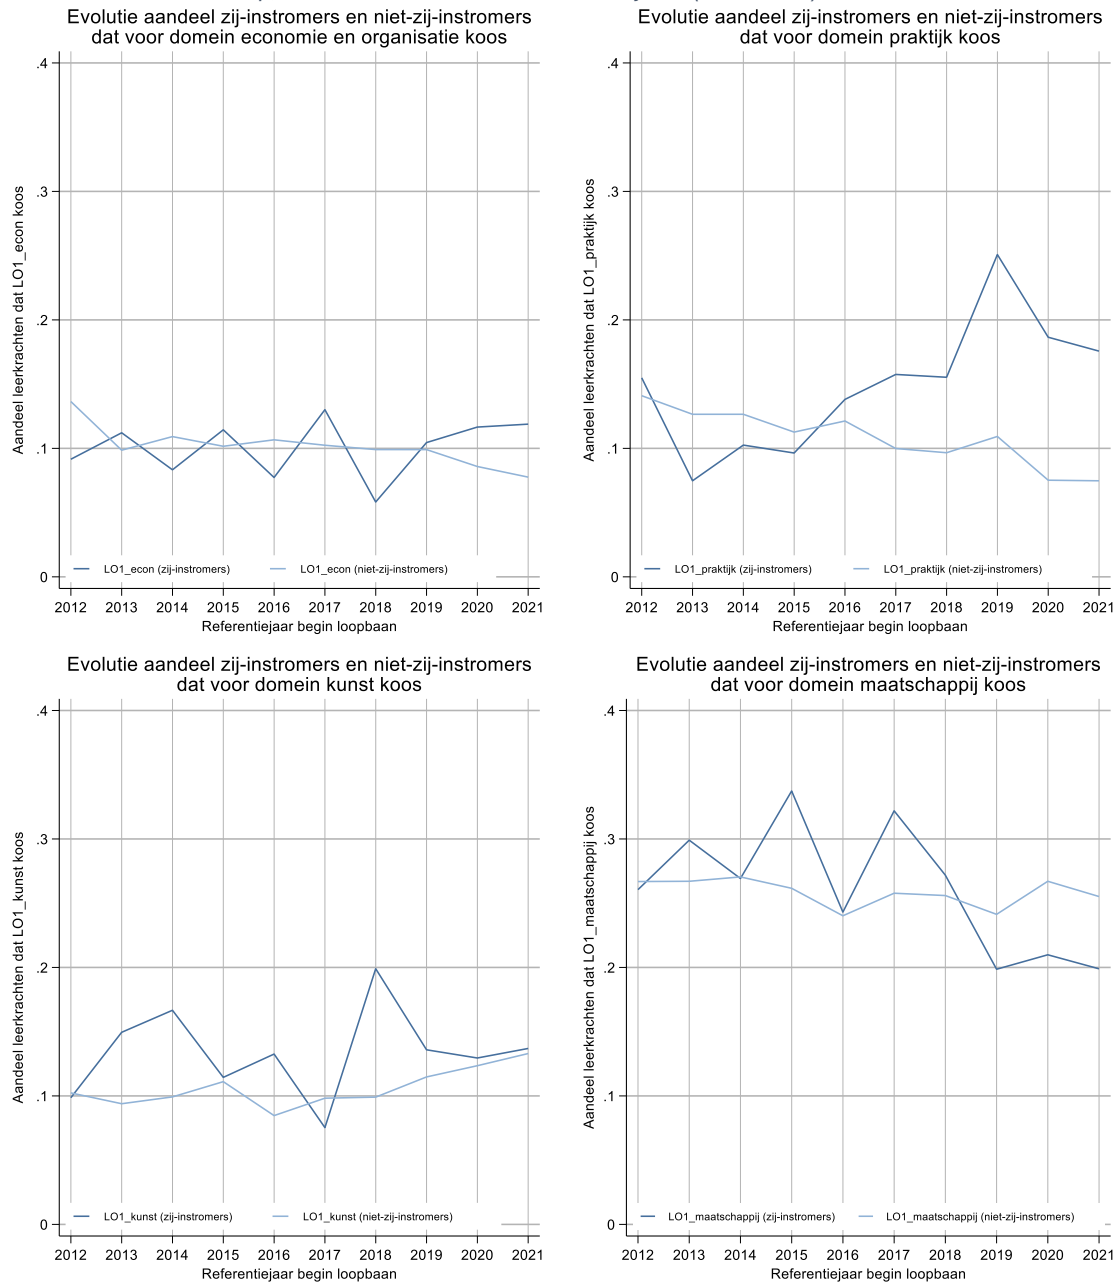 Evolutie aandeel zij-instromers en niet-zij-instromers
dat voor domein economie en organisatie koos
Aandeel leerkrachten dat LO1_econ koos
.4
.3
.2
.1
0
LO1_econ (zij-instromers)
LO1_econ (niet-zij-instromers)
2012 2013 2014 2015 2016 2017 2018 2019 2020 2021
Referentiejaar begin loopbaan
Evolutie aandeel zij-instromers en niet-zij-instromers
dat voor domein praktijk koos
Aandeel leerkrachten dat LO1_praktijk koos
.4
.3
.2
.1
0
LO1_praktijk (zij-instromers)
LO1_praktijk (niet-zij-instromers)
2012 2013 2014 2015 2016 2017 2018 2019 2020 2021
Referentiejaar begin loopbaan
Evolutie aandeel zij-instromers en niet-zij-instromers
dat voor domein kunst koos
Aandeel leerkrachten dat LO1_kunst koos
.4
.3
.2
.1
0
LO1_kunst (zij-instromers)
LO1_kunst (niet-zij-instromers)
2012 2013 2014 2015 2016 2017 2018 2019 2020 2021
Referentiejaar begin loopbaan
Evolutie aandeel zij-instromers en niet-zij-instromers
dat voor domein maatschappij koos
Aandeel leerkrachten dat LO1_maatschappij koos
.4
.3
.2
.1
0
LO1_maatschappij (zij-instromers)
LO1_maatschappij (niet-zij-instromers)
2012 2013 2014 2015 2016 2017 2018 2019 2020 2021
Referentiejaar begin loopbaan